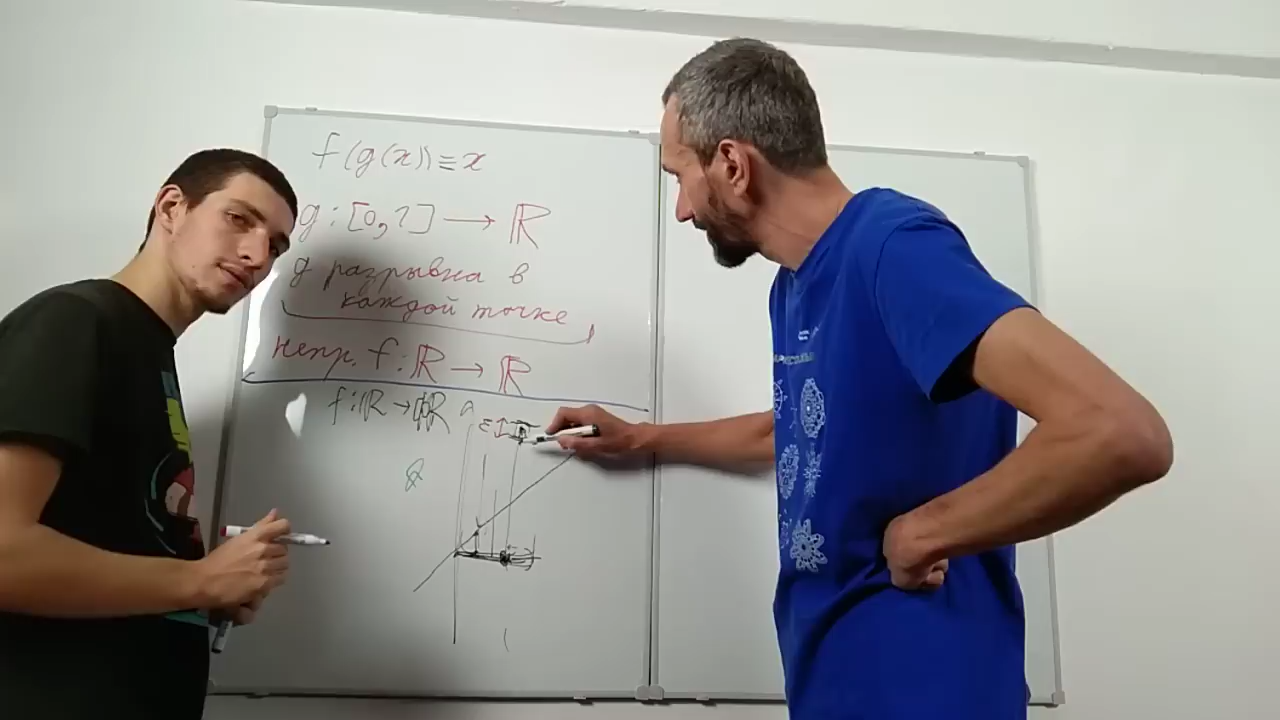 f(g(x)) = x
g : [0,1] → ℝ
g разрывна в
каждой точке
непр. f : ℝ → ℝ
f : ℝ → ℝ
ε